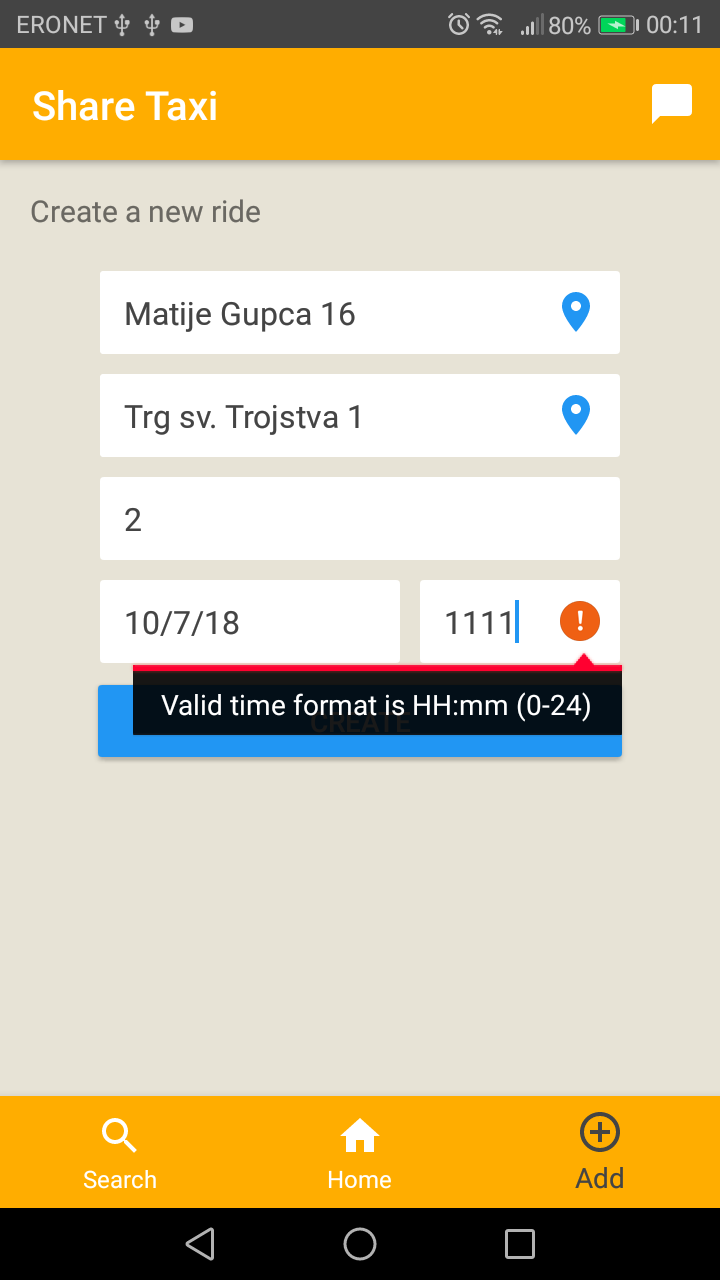 ERONET 80% 00:11
Share Taxi
Create a new ride
Matije Gupca 16
Trg sv. Trojstva 1
2
10/7/18 1111
Valid time format is HH:mm (0-24)
CREATE
Search Home Add